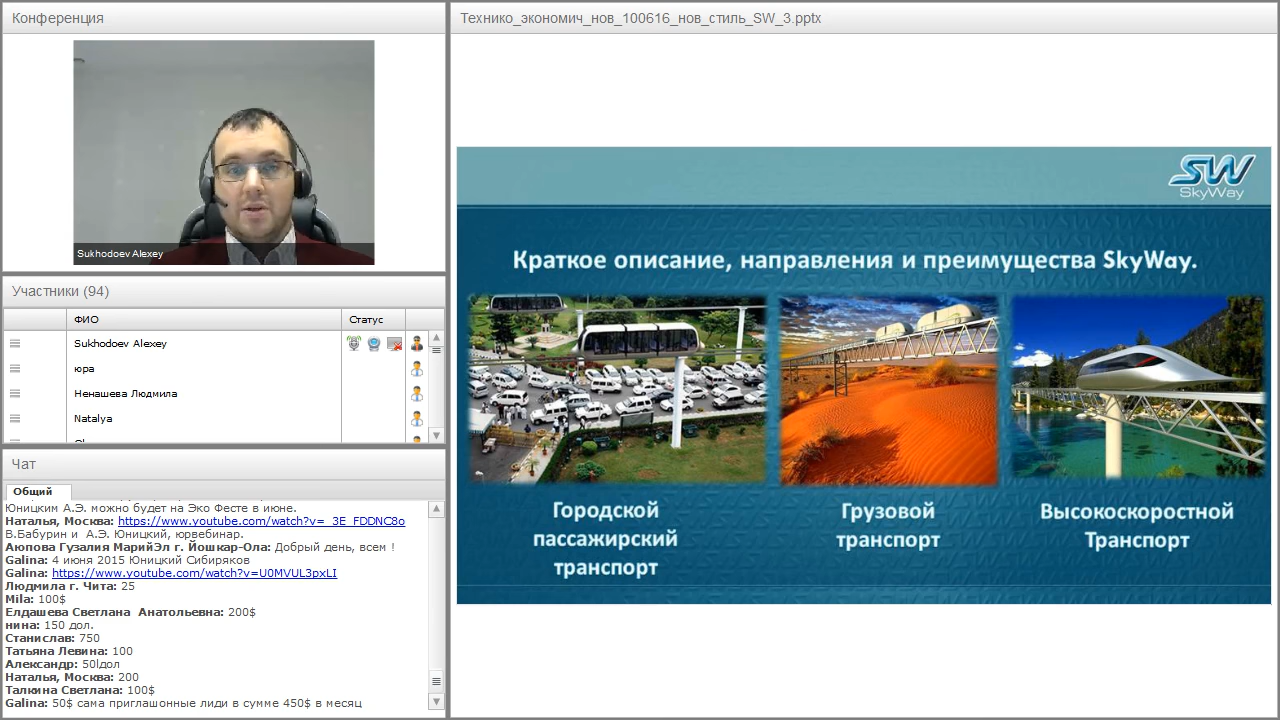 Конференция
Sukhodoev Alexey
Участники (94)
ФИО
Статус
Sukhodoev Alexey
юра
Ненашева Людмила
Natalya
Чат
Общий
Юницким А.Э. можно будет на Эко Фесте в июне.
Наталья, Москва: https://www.youtube.com/watch?v=_3E_FDDNC8o
В.Бабурин и А.Э. Юницкий, юрвебинар.
Аюпова Гузалия МарийЭл г. Йошкар-Ола: Добрый день, всем !
Galina: 4 июня 2015 Юницкий Сибиряков
Galina: https://www.youtube.com/watch?v=U0MVUL3pxLI
Людмила г. Чита: 25
Mila: 100$
Елдашева Светлана Анатольевна: 200$
нина: 150 дол.
Станислав: 750
Татьяна Левина: 100
Александр: 50lдол
Наталья, Москва: 200
Талкина Светлана: 100$
Galina: 50$ сама приглашонные лиди в сумме 450$ в месяц
Технико_экономич_нов_100616_нов_стиль_SW_3.pptx
SW
SkyWay
Краткое описание, направления и преимущества SkyWay.
Городской
пассажирский
транспорт
Грузовой
транспорт
Высокоскоростной
Транспорт